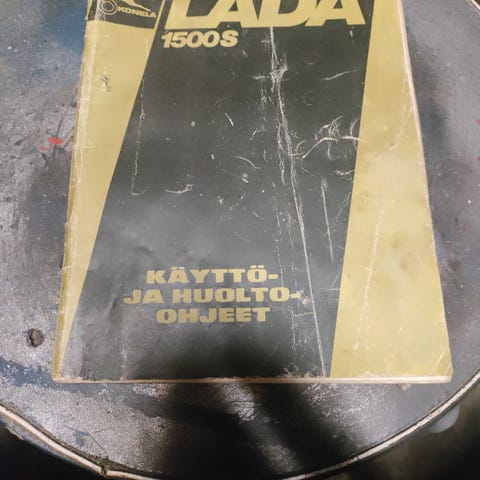 KONELA
LADA
1500S
KÄYTTÖ-
JA HUOLTO-
OHJEET